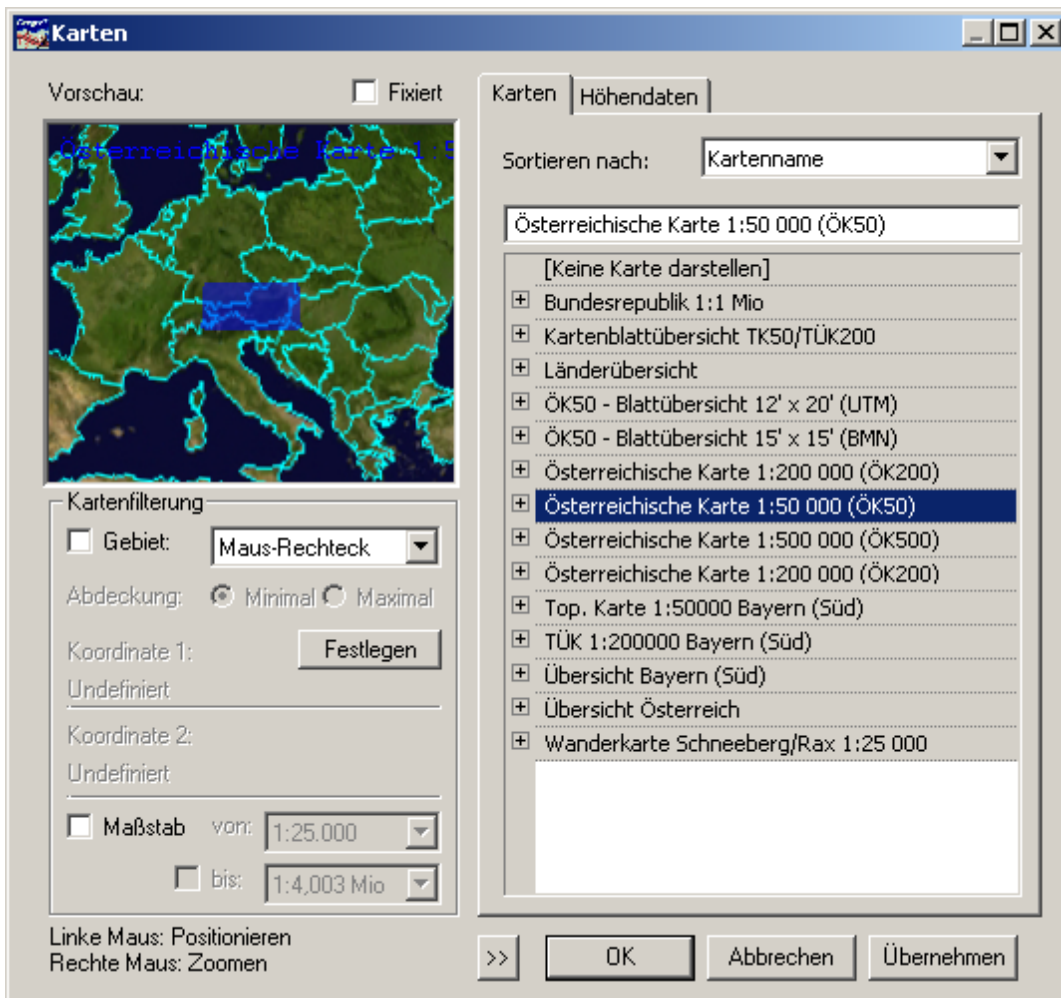 Karten
Vorschau:
Fixiert
Österreichische Karte 1:5
Kartenfilterung
Gebiet:
Maus-Rechteck
Abdeckung:
Minimal
Maximal
Koordinate 1:
Festlegen
Undefiniert
Koordinate 2:
Undefiniert
Maßstab
von:
1:25.000
bis:
1:4,003 Mio
Linke Maus: Positionieren
Rechte Maus: Zoomen
Karten
Höhendaten
Sortieren nach:
Kartenname
Österreichische Karte 1:50 000 (ÖK50)
[Keine Karte darstellen]
Bundesrepublik 1:1 Mio
Kartenblattübersicht TK50/TÜK200
Länderübersicht
ÖK50 - Blattübersicht 12' x 20' (UTM)
ÖK50 - Blattübersicht 15' x 15' (BMN)
Österreichische Karte 1:200 000 (ÖK200)
Österreichische Karte 1:50 000 (ÖK50)
Österreichische Karte 1:500 000 (ÖK500)
Österreichische Karte 1:200 000 (ÖK200)
Top. Karte 1:50000 Bayern (Süd)
TÜK 1:200000 Bayern (Süd)
Übersicht Bayern (Süd)
Übersicht Österreich
Wanderkarte Schneeberg/Rax 1:25 000
>>
OK
Abbrechen
Übernehmen